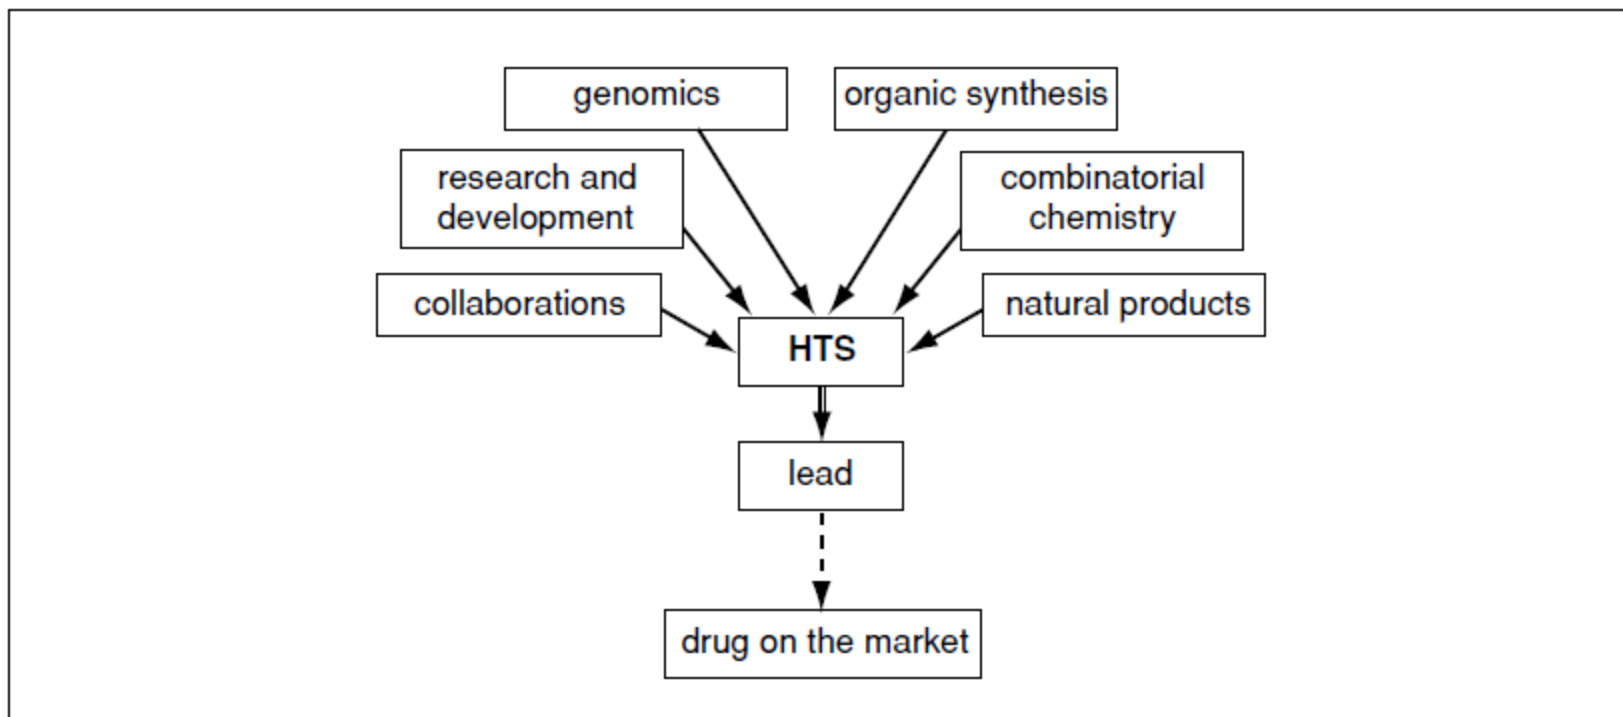 genomics
organic synthesis
research and
development
combinatorial
chemistry
collaborations
natural products
HTS
lead
drug on the market